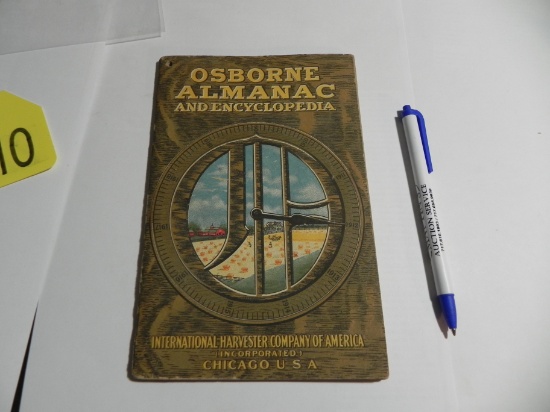 OSBORNE
ALMANAC
AND ENCYCLOPEDIA
INTERNATIONAL HARVESTER COMPANY OF AMERICA
(INCORPORATED)
CHICAGO U S A
10
AUCTION SERVICE